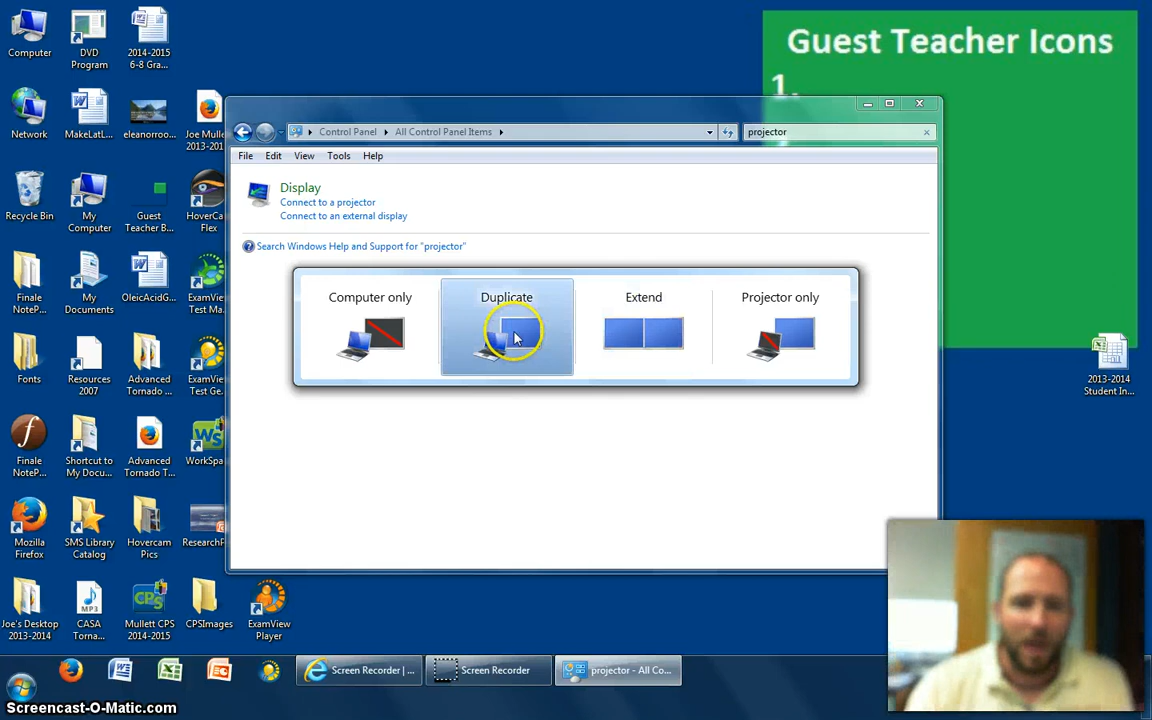 Computer
DVD
Program
2014-2015
6-8 Gra...
Guest Teacher Icons
1.
Network
MakeLatL...
eleanorroo...
Joe Mulle
2013-201
Control Panel
All Control Panel Items
projector
File
Edit
View
Tools
Help
Display
Connect to a projector
Connect to an external display
Search Windows Help and Support for "projector"
Recycle Bin
My
Computer
Guest
Teacher B...
HoverCa
Flex
Computer only
Duplicate
Extend
Projector only
Finale
NoteP...
My
Documents
OleicAcidG...
ExamView
Test Ma
Fonts
Resources
2007
Advanced
Tornado ...
ExamView
Test Ge
2013-2014
Student In...
Finale
NoteP...
Shortcut to
My Docu...
Advanced
Tornado T...
WorkSpa
Mozilla
Firefox
SMS Library
Catalog
Hovercam
Pics
ResearchP
Joe's Desktop
2013-2014
MP3
CASA
Torna...
CPS
Mullett CPS
2014-2015
CPSImages
ExamView
Player
Screen Recorder | ...
Screen Recorder
projector - All Co...
Screencast-O-Matic.com